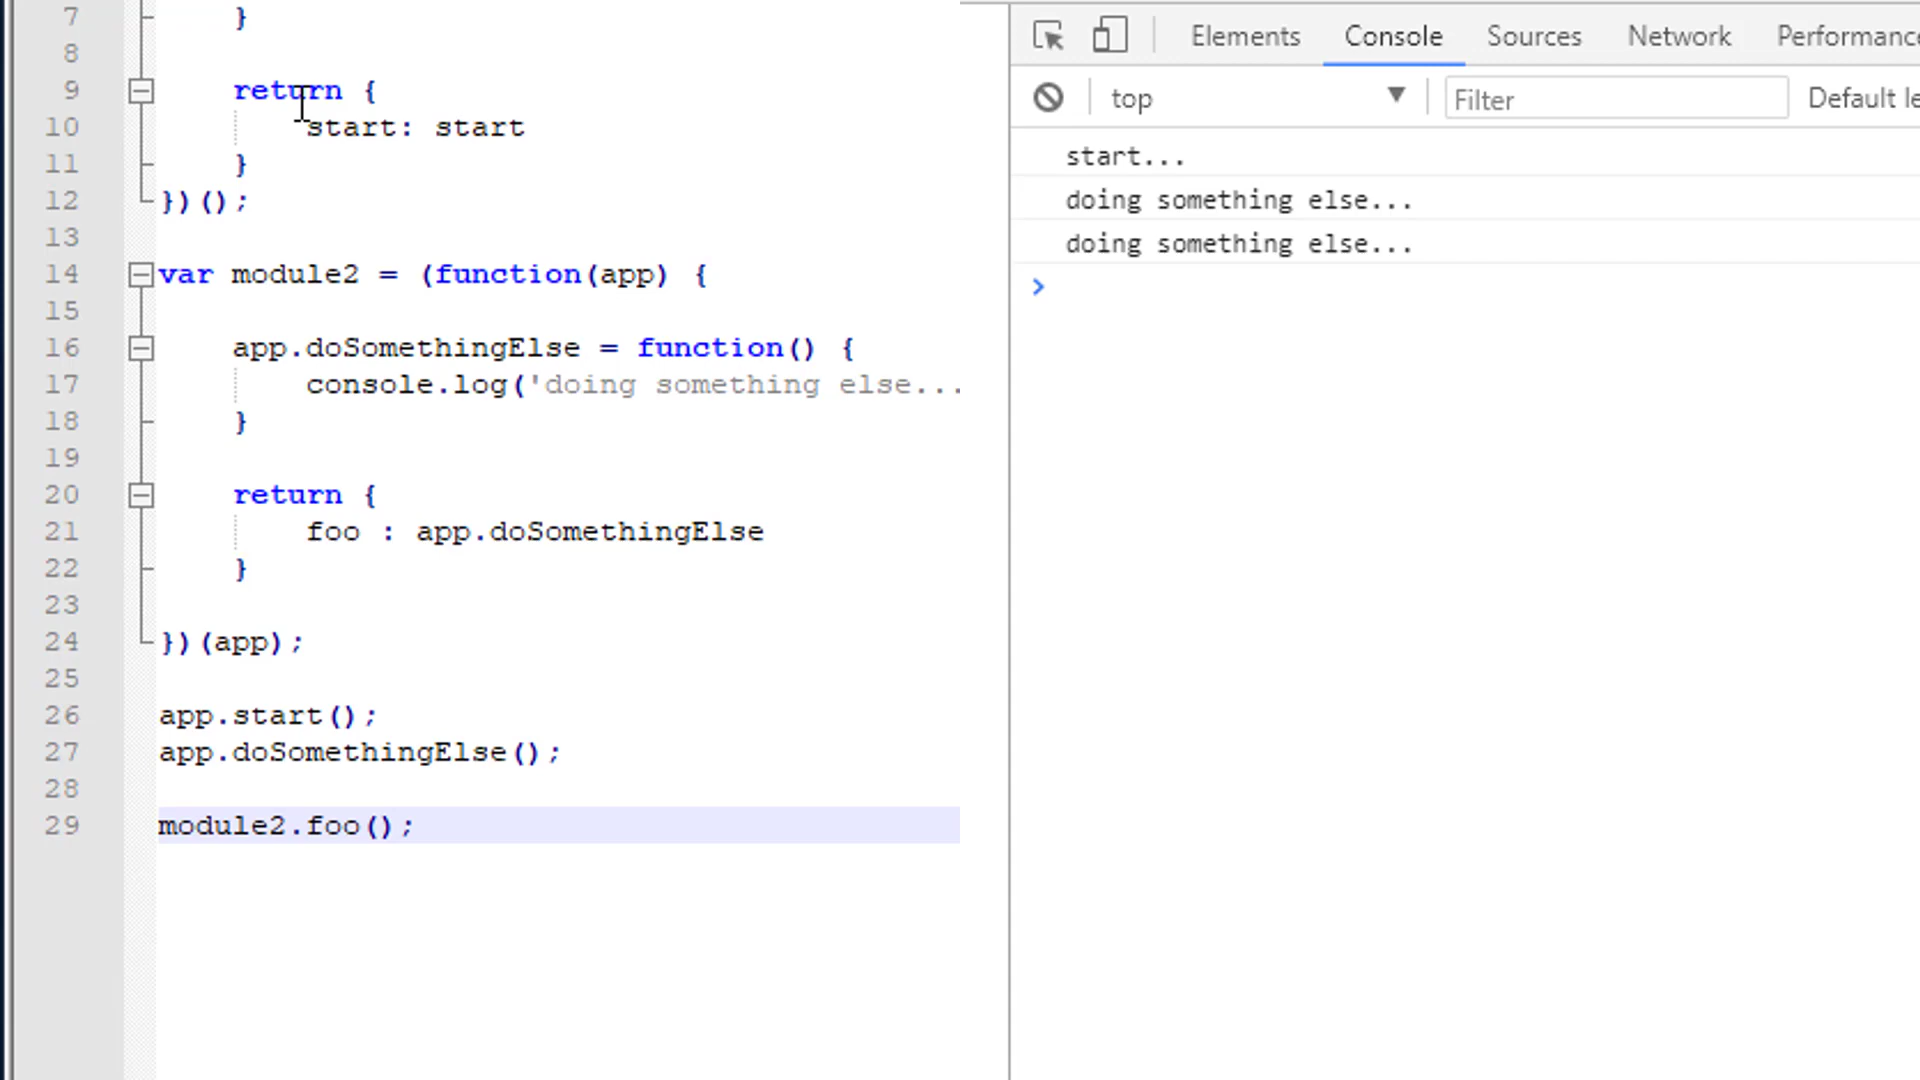 7 }
8
9 return {
10 start: start
11 }
12 })();
13
14 var module2 = (function(app) {
15
16 app.doSomethingElse = function() {
17 console.log('doing something else...
18 }
19
20 return {
21 foo : app.doSomethingElse
22 }
23
24 })(app);
25
26 app.start();
27 app.doSomethingElse();
28
29 module2.foo();
Elements Console Sources Network Performance
top Filter Default le
start...
doing something else...
doing something else...
>